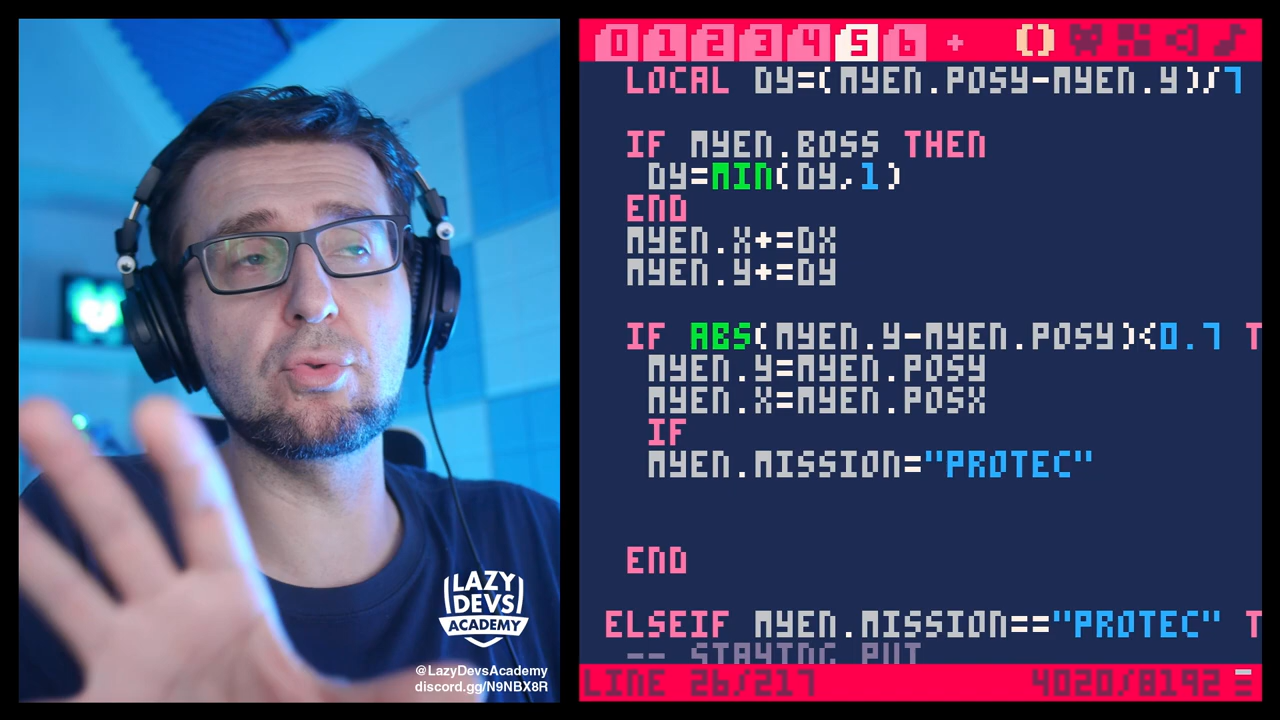 LAZY
DEVS
ACADEMY
@LazyDevsAcademy
discord.gg/N9NBX8R
0 1 2 3 4 5 6 +
LOCAL DY=(MYEN.POSY-MYEN.Y)/7
IF MYEN.BOSS THEN
DY=MIN(DY,1)
END
MYEN.X+=DX
MYEN.Y+=DY
IF ABS(MYEN.Y-MYEN.POSY)<0.7 T
MYEN.Y=MYEN.POSY
MYEN.X=MYEN.POSX
IF
MYEN.MISSION="PROTEC"
END
ELSEIF MYEN.MISSION=="PROTEC" T
-- STAYING PUT
LINE 26/217 4020/8192